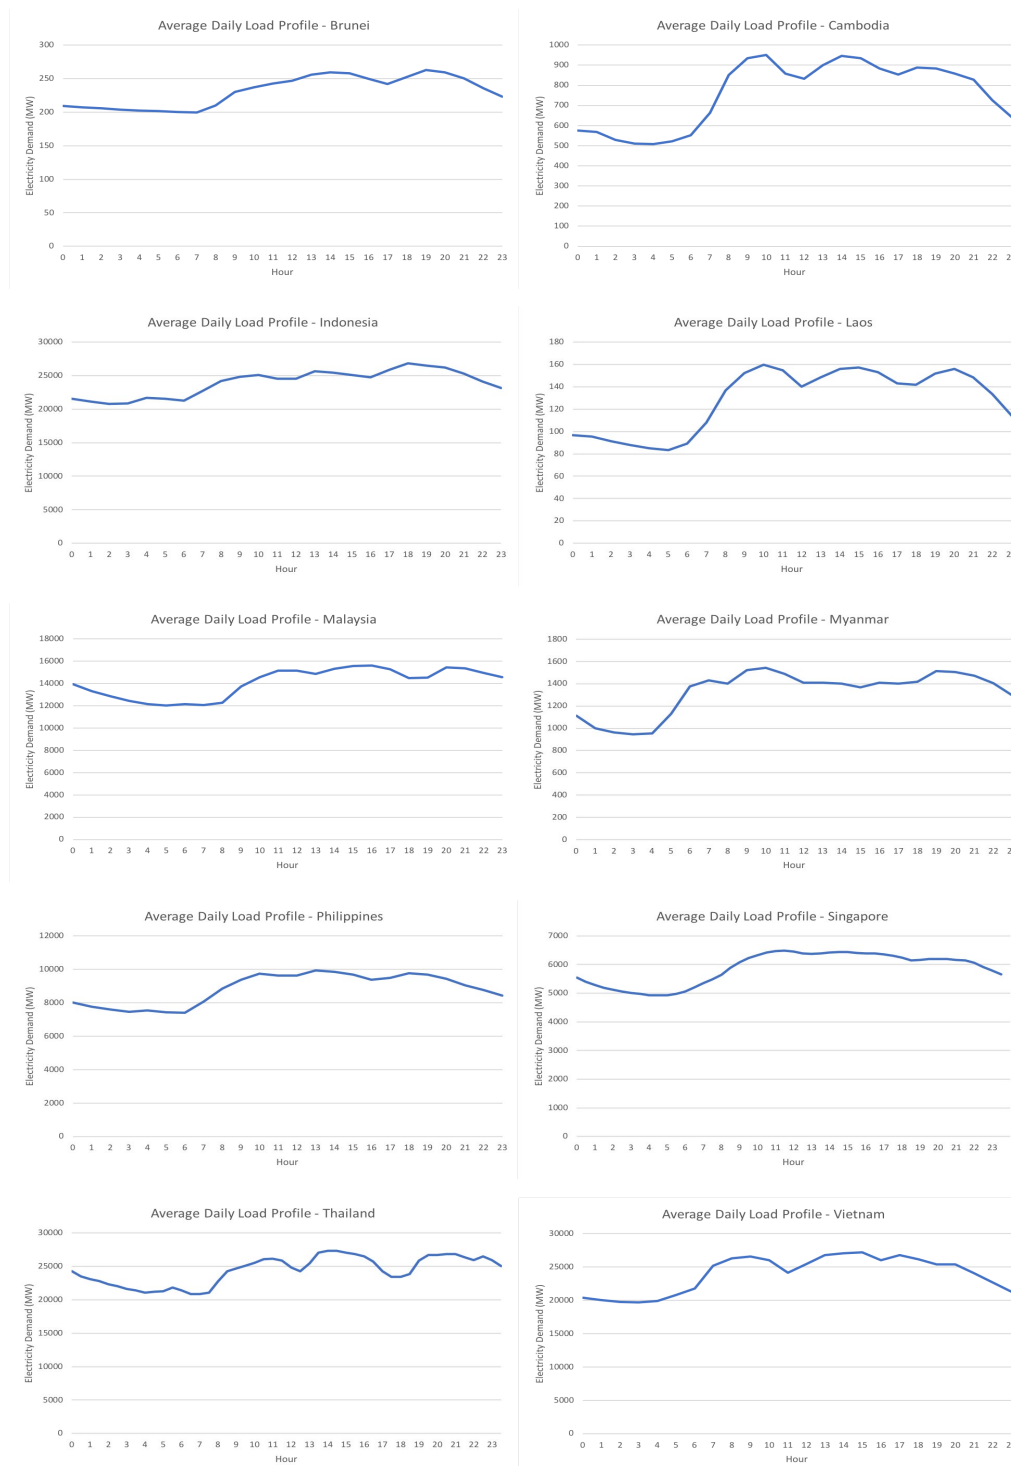 Average Daily Load Profile - Brunei
Electricity Demand (MW)
300
250
200
150
100
50
0
0 1 2 3 4 5 6 7 8 9 10 11 12 13 14 15 16 17 18 19 20 21 22 23
Hour
Average Daily Load Profile - Cambodia
Electricity Demand (MW)
1000
900
800
700
600
500
400
300
200
100
0
0 1 2 3 4 5 6 7 8 9 10 11 12 13 14 15 16 17 18 19 20 21 22 23
Hour
Average Daily Load Profile - Indonesia
Electricity Demand (MW)
30000
25000
20000
15000
10000
5000
0
0 1 2 3 4 5 6 7 8 9 10 11 12 13 14 15 16 17 18 19 20 21 22 23
Hour
Average Daily Load Profile - Laos
Electricity Demand (MW)
180
160
140
120
100
80
60
40
20
0
0 1 2 3 4 5 6 7 8 9 10 11 12 13 14 15 16 17 18 19 20 21 22 2
Hour
Average Daily Load Profile - Malaysia
Electricity Demand (MW)
18000
16000
14000
12000
10000
8000
6000
4000
2000
0
0 1 2 3 4 5 6 7 8 9 10 11 12 13 14 15 16 17 18 19 20 21 22 23
Hour
Average Daily Load Profile - Myanmar
Electricity Demand (MW)
1800
1600
1400
1200
1000
800
600
400
200
0
0 1 2 3 4 5 6 7 8 9 10 11 12 13 14 15 16 17 18 19 20 21 22 2
Hour
Average Daily Load Profile - Philippines
Electricity Demand (MW)
12000
10000
8000
6000
4000
2000
0
0 1 2 3 4 5 6 7 8 9 10 11 12 13 14 15 16 17 18 19 20 21 22 23
Hour
Average Daily Load Profile - Singapore
Electricity Demand (MW)
7000
6000
5000
4000
3000
2000
1000
0
0 1 2 3 4 5 6 7 8 9 10 11 12 13 14 15 16 17 18 19 20 21 22 23
Hour
Average Daily Load Profile - Thailand
Electricity Demand (MW)
30000
25000
20000
15000
10000
5000
0
0 1 2 3 4 5 6 7 8 9 10 11 12 13 14 15 16 17 18 19 20 21 22 23
Hour
Average Daily Load Profile - Vietnam
Electricity Demand (MW)
30000
25000
20000
15000
10000
5000
0
0 1 2 3 4 5 6 7 8 9 10 11 12 13 14 15 16 17 18 19 20 21 22 23
Hour